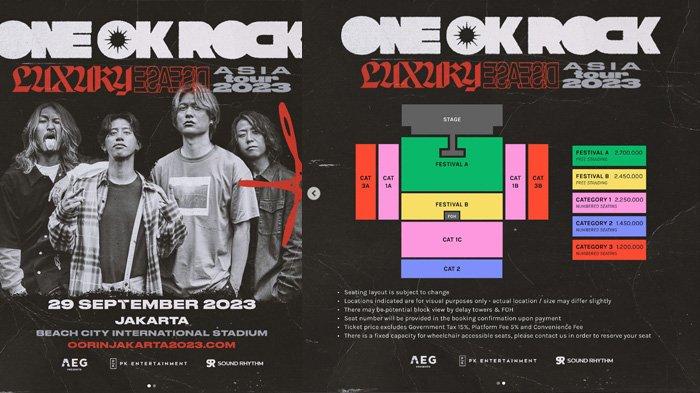 ONE OK ROCK
LUXURY DISEASE ASIA
tour
2023
29 SEPTEMBER 2023
JAKARTA
BEACH CITY INTERNATIONAL STADIUM
OORINJAKARTA2023.COM
AEG
PRESENTS
PK ENTERTAINMENT
SR SOUND RHYTHM
ONE OK ROCK
LUXURY DISEASE ASIA
tour
2023
STAGE
FESTIVAL A
CAT
3A
CAT
1A
CAT
1B
CAT
3B
FESTIVAL B
FOH
CAT 1C
CAT 2
FESTIVAL A 2,700.000
FREE STANDING
FESTIVAL B 2.450.000
FREE STANDING
CATEGORY 1 2,250.000
NUMBERED SEATING
CATEGORY 2 1.450.000
NUMBERED SEATING
CATEGORY 3 1.200.000
NUMBERED SEATING
• Seating layout is subject to change
• Locations indicated are for visual purposes only - actual location / size may differ slightly
• There may be potential block view by delay towers & FOH
• Seat number will be provided in the booking confirmation upon payment
• Ticket price excludes Government Tax 15%, Platform Fee 5% and Convenience Fee
• There is a fixed capacity for wheelchair accessible seats, please contact us in order to reserve your seat
AEG
PRESENTS
PK ENTERTAINMENT
SR SOUND RHYTHM